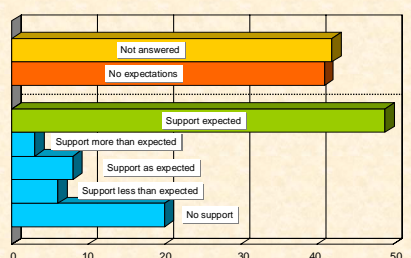 Not answered
No expectations
Support expected
Support more than expected
Support as expected
Support less than expected
No support
0 10 20 30 40 50